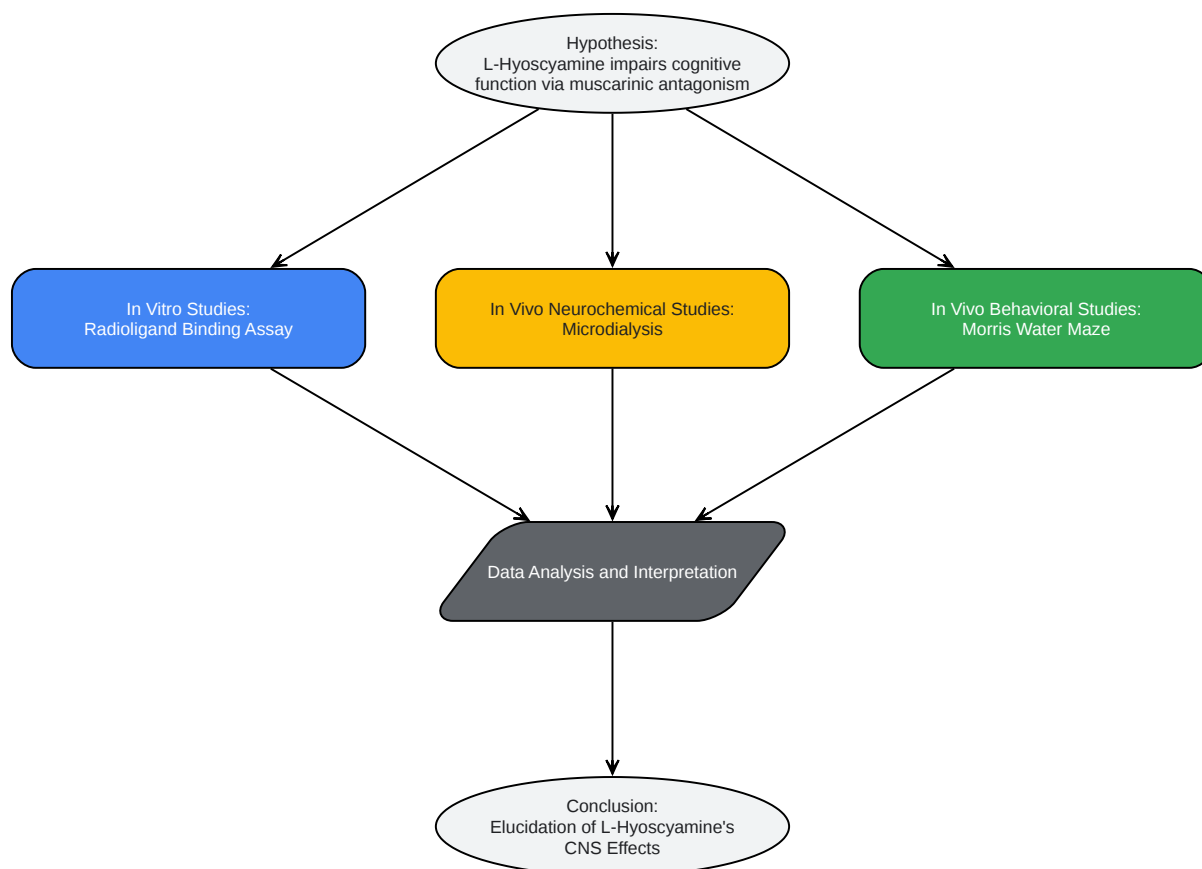 Hypothesis:
L-Hyoscyamine impairs cognitive
function via muscarinic antagonism
In Vitro Studies:
Radioligand Binding Assay
In Vivo Neurochemical Studies:
Microdialysis
In Vivo Behavioral Studies:
Morris Water Maze
Data Analysis and Interpretation
Conclusion:
Elucidation of L-Hyoscyamine's
CNS Effects